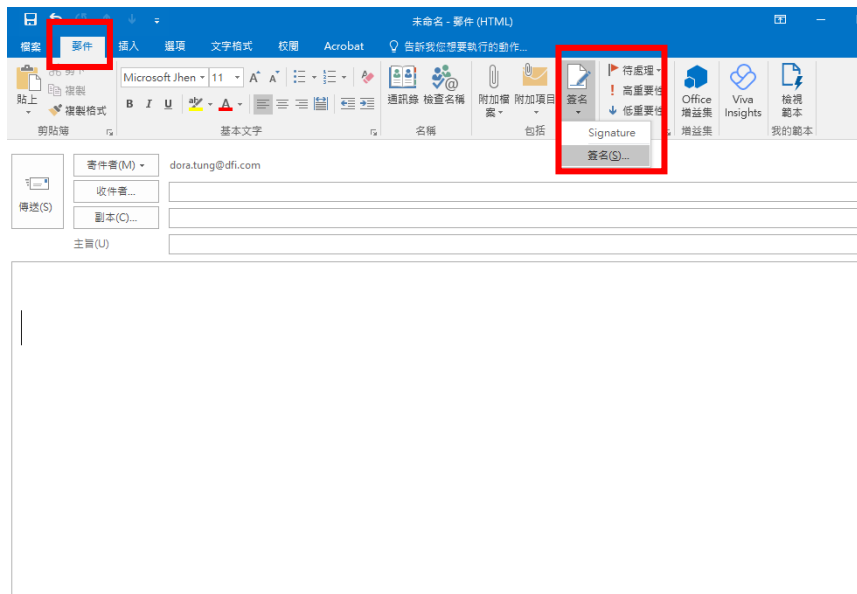 未命名 - 郵件 (HTML)
檔案 郵件 插入 選項 文字格式 校閱 Acrobat 告訴我您想要執行的動作...
貼上
複製
複製格式
剪貼簿
Microsoft Jhen 11
B I U
基本文字
通訊錄 檢查名稱
名稱
附加檔案 附加項目 簽名
包括
待處理
高重要性
低重要性
Office 增益集
增益集
Viva Insights
檢視範本
我的範本
Signature
簽名(S)...
傳送(S)
寄件者(M) dora.tung@dfi.com
收件者...
副本(C)...
主旨(U)